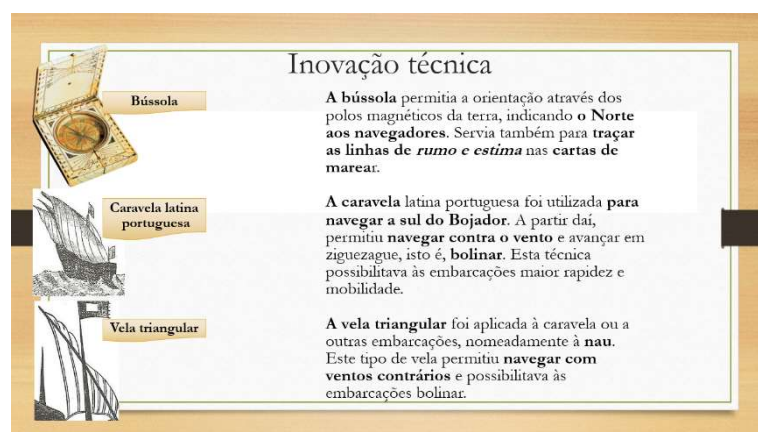 Inovação técnica
Bússola
A bússola permitia a orientação através dos
polos magnéticos da terra, indicando o Norte
aos navegadores. Servia também para traçar
as linhas de rumo e estima nas cartas de
marear.
Caravela latina
portuguesa
A caravela latina portuguesa foi utilizada para
navegar a sul do Bojador. A partir daí,
permitiu navegar contra o vento e avançar em
ziguezague, isto é, bolinar. Esta técnica
possibilitava às embarcações maior rapidez e
mobilidade.
Vela triangular
A vela triangular foi aplicada à caravela ou a
outras embarcações, nomeadamente à nau.
Este tipo de vela permitiu navegar com
ventos contrários e possibilitava às
embarcações bolinar.